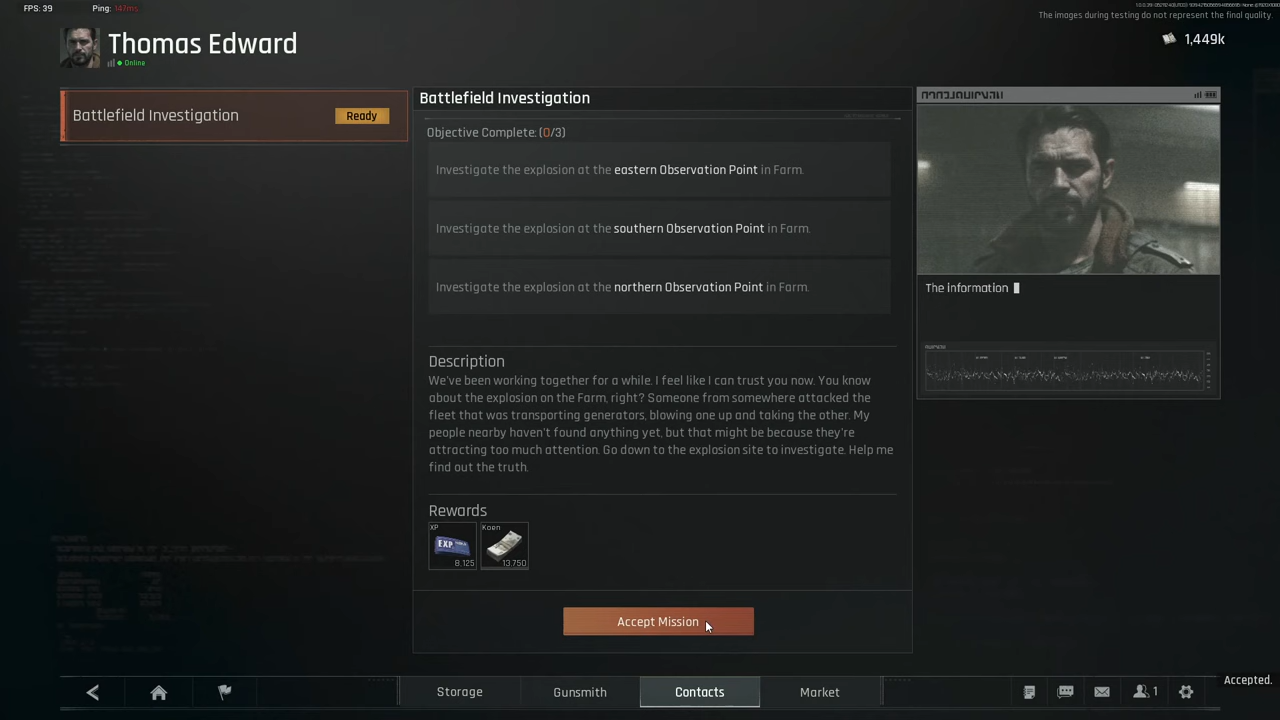 FPS: 39
Ping: 147ms
The images during testing do not represent the final quality
Thomas Edward
Online
1,449k
Battlefield Investigation
Ready
Battlefield Investigation
Objective Complete: (0/3)
Investigate the explosion at the eastern Observation Point in Farm.
Investigate the explosion at the southern Observation Point in Farm.
Investigate the explosion at the northern Observation Point in Farm.
The information
Description
We've been working together for a while. I feel like I can trust you now. You know
about the explosion on the Farm, right? Someone from somewhere attacked the
fleet that was transporting generators, blowing one up and taking the other. My
people nearby haven't found anything yet, but that might be because they're
attracting too much attention. Go down to the explosion site to investigate. Help me
find out the truth.
Rewards
XP
EXP
8,125
Koen
13,750
Accept Mission
Storage
Gunsmith
Contacts
Market
1
Accepted.